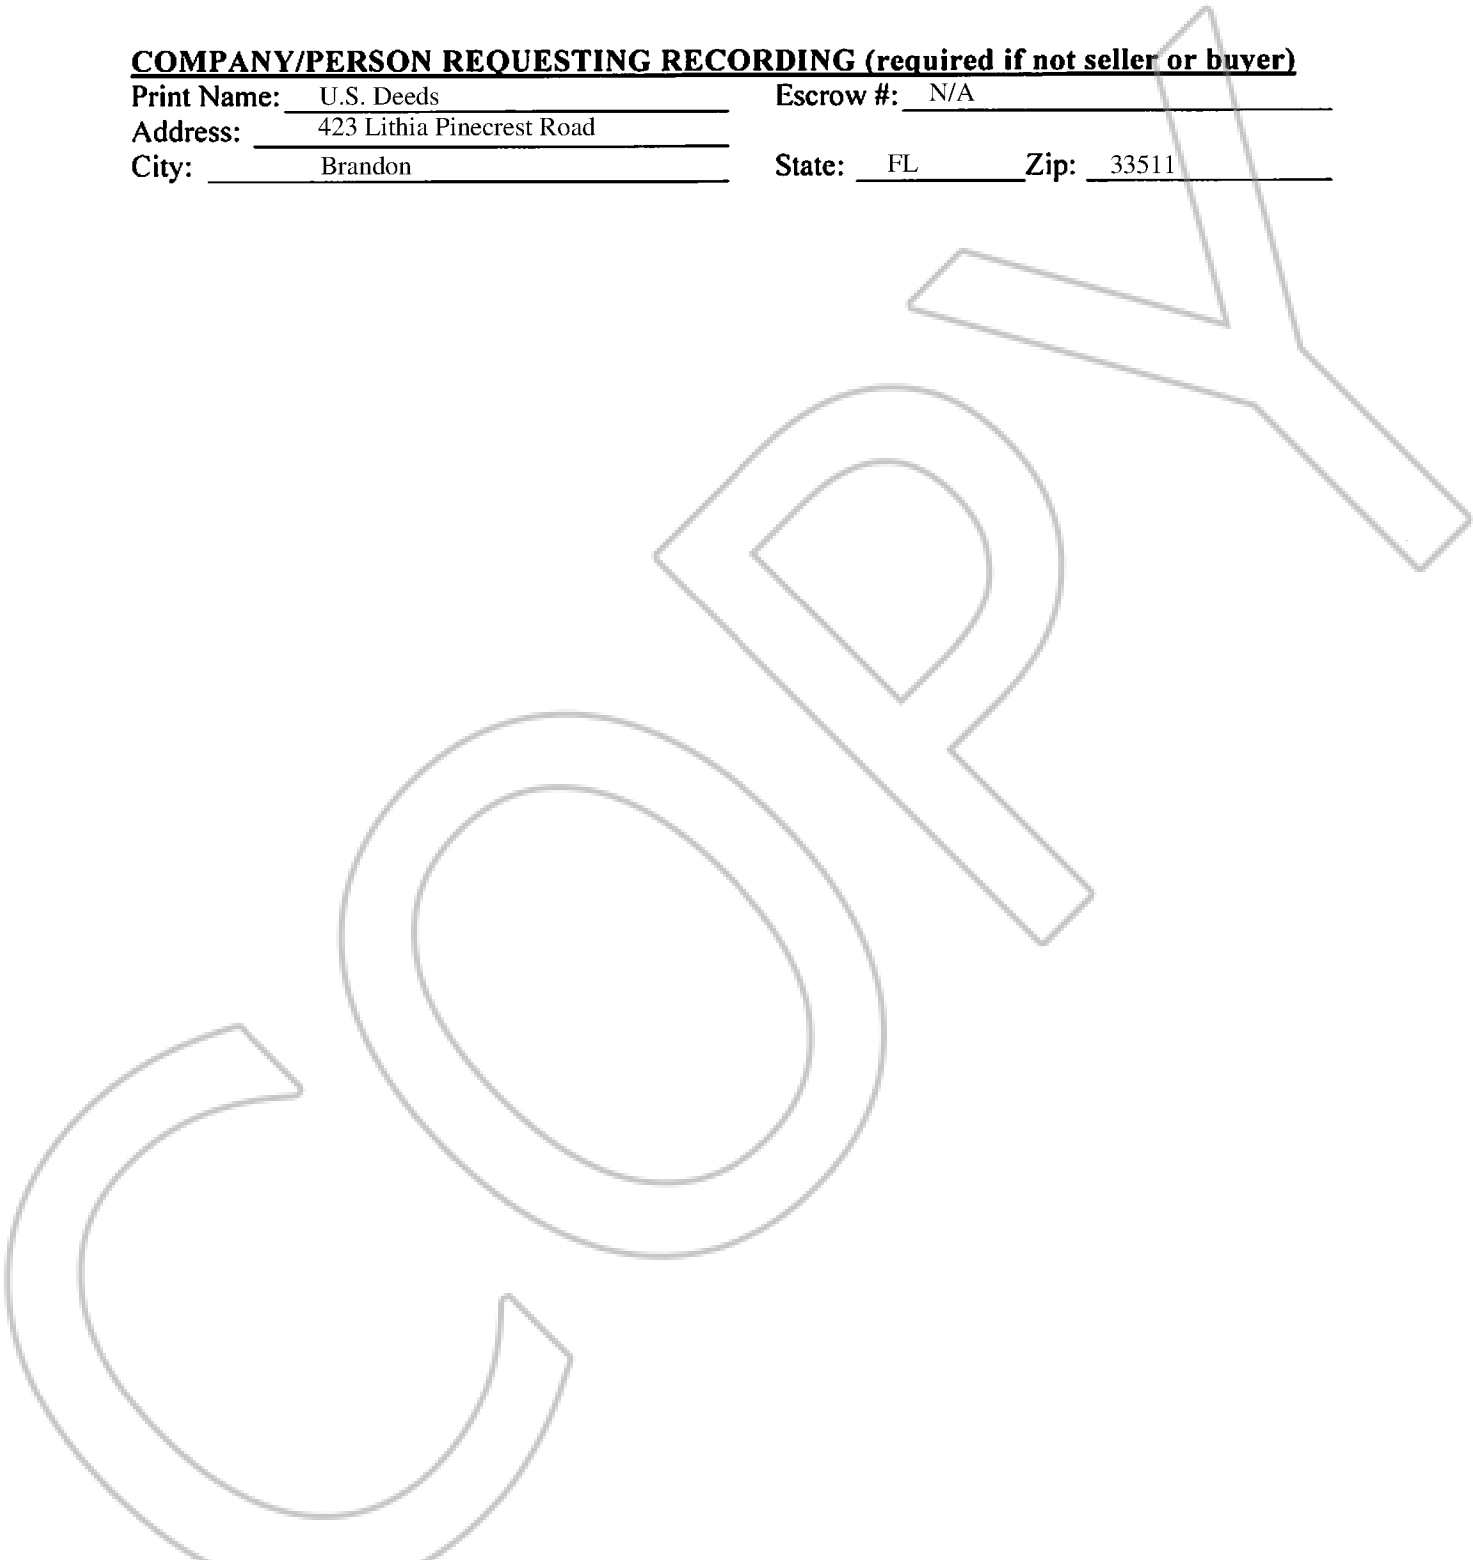 COMPANY/PERSON REQUESTING RECORDING (required if not seller or buyer)
Print Name: U.S. Deeds Escrow #: N/A
Address: 423 Lithia Pinecrest Road
City: Brandon State: FL Zip: 33511
COPY